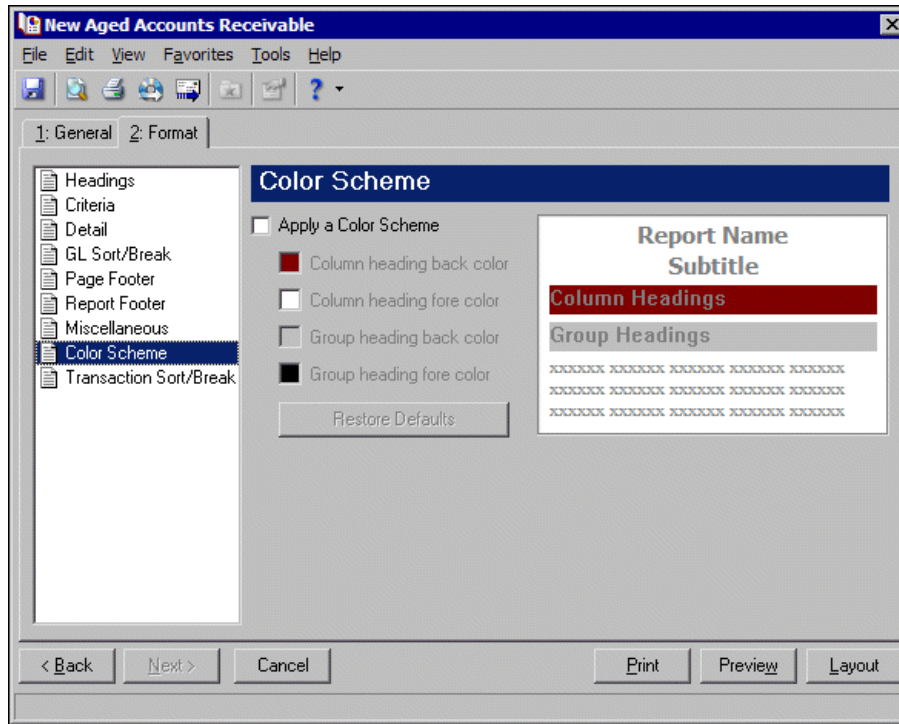 New Aged Accounts Receivable
File Edit View Favorites Tools Help
1: General 2: Format
Headings
Criteria
Detail
GL Sort/Break
Page Footer
Report Footer
Miscellaneous
Color Scheme
Transaction Sort/Break
Color Scheme
Apply a Color Scheme
Column heading back color
Column heading fore color
Group heading back color
Group heading fore color
Restore Defaults
Report Name
Subtitle
Column Headings
Group Headings
xxxxxx xxxxxx xxxxxx xxxxxx xxxxxx
xxxxxx xxxxxx xxxxxx xxxxxx xxxxxx
xxxxxx xxxxxx xxxxxx xxxxxx xxxxxx
< Back Next > Cancel Print Preview Layout